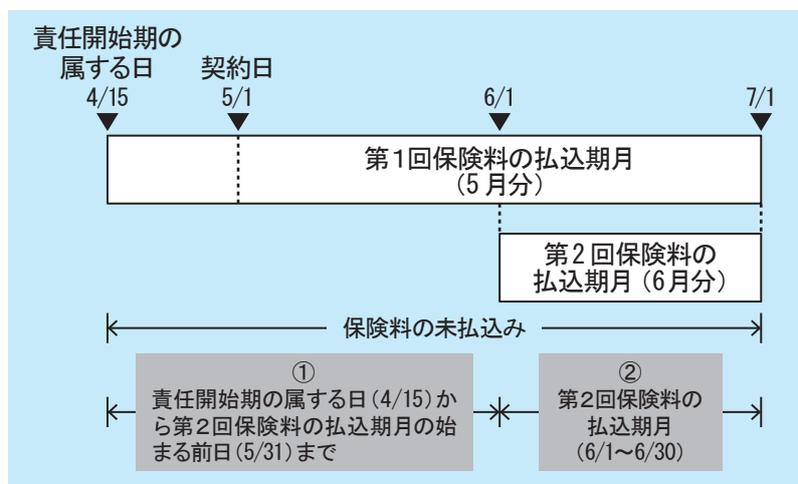 責任開始期の
属する日
4/15
契約日
5/1
6/1
7/1
第1回保険料の払込期月
（5月分）
第2回保険料の
払込期月（6月分）
保険料の未払込み
①
責任開始期の属する日（4/15）か
ら第2回保険料の払込期月の始
まる前日（5/31）まで
②
第2回保険料の
払込期月
（6/1～6/30）